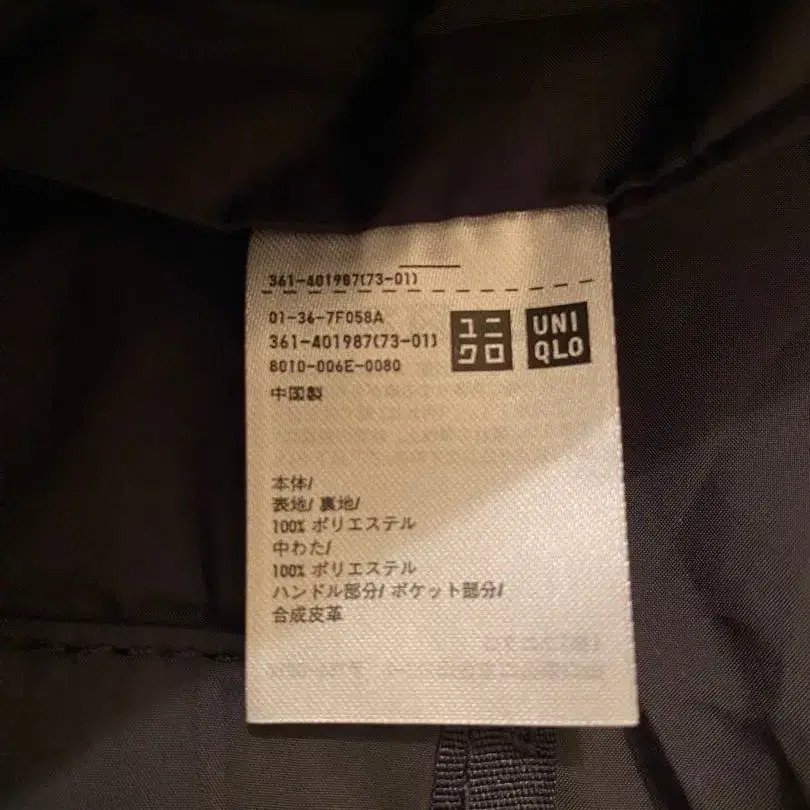 361-401987(73-01)
01-36-7F058A
361-401987(73-01)
8010-006E-0080
中国製
ユニ
クロ
UNI
QLO
本体/
表地/ 裏地/
100% ポリエステル
中わた/
100% ポリエステル
ハンドル部分/ ポケット部分/
合成皮革